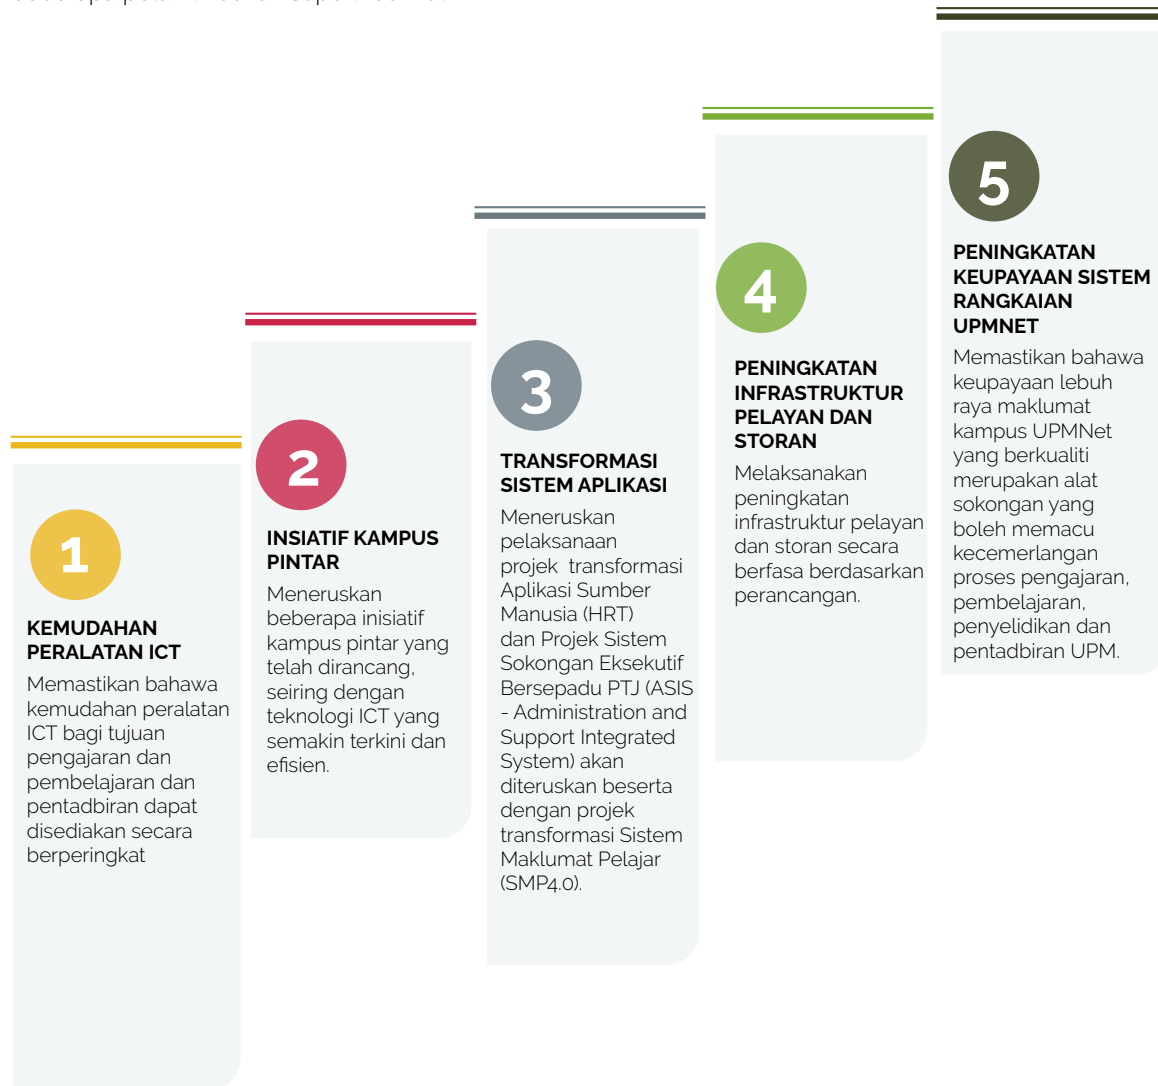 1
KEMUDAHAN
PERALATAN ICT
Memastikan bahawa
kemudahan peralatan
ICT bagi tujuan
pengajaran dan
pembelajaran dan
pentadbiran dapat
disediakan secara
berperingkat
2
INSIATIF KAMPUS
PINTAR
Meneruskan
beberapa inisiatif
kampus pintar yang
telah dirancang,
seiring dengan
teknologi ICT yang
semakin terkini dan
efisien.
3
TRANSFORMASI
SISTEM APLIKASI
Meneruskan
pelaksanaan
projek transformasi
Aplikasi Sumber
Manusia (HRT)
dan Projek Sistem
Sokongan Eksekutif
Bersepadu PTJ (ASIS
- Administration and
Support Integrated
System) akan
diteruskan beserta
dengan projek
transformasi Sistem
Maklumat Pelajar
(SMP4.0).
4
PENINGKATAN
INFRASTRUKTUR
PELAYAN DAN
STORAN
Melaksanakan
peningkatan
infrastruktur pelayan
dan storan secara
berfasa berdasarkan
perancangan.
5
PENINGKATAN
KEUPAYAAN SISTEM
RANGKAIAN
UPMNET
Memastikan bahawa
keupayaan lebuh
raya maklumat
kampus UPMNet
yang berkualiti
merupakan alat
sokongan yang
boleh memacu
kecemerlangan
proses pengajaran,
pembelajaran,
penyelidikan dan
pentadbiran UPM.